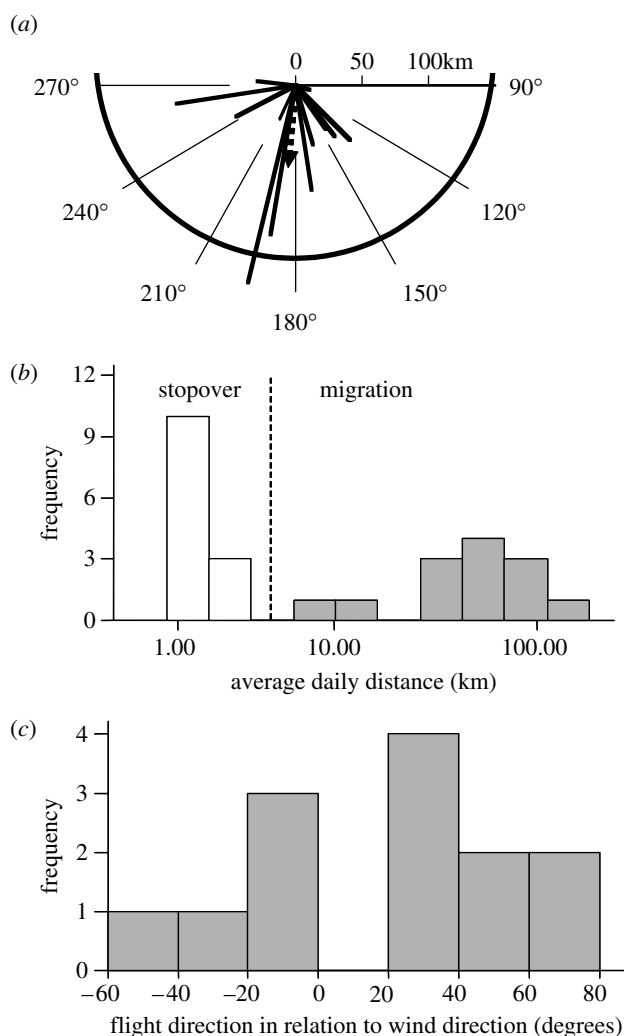 (a)
0 50 100km
270° 90°
240° 120°
210° 150°
180°
(b)
12
stopover migration
9
frequency
6
3
0
1.00 10.00 100.00
average daily distance (km)
(c)
4
3
frequency
2
1
0
−60 −40 −20 0 20 40 60 80
flight direction in relation to wind direction (degrees)